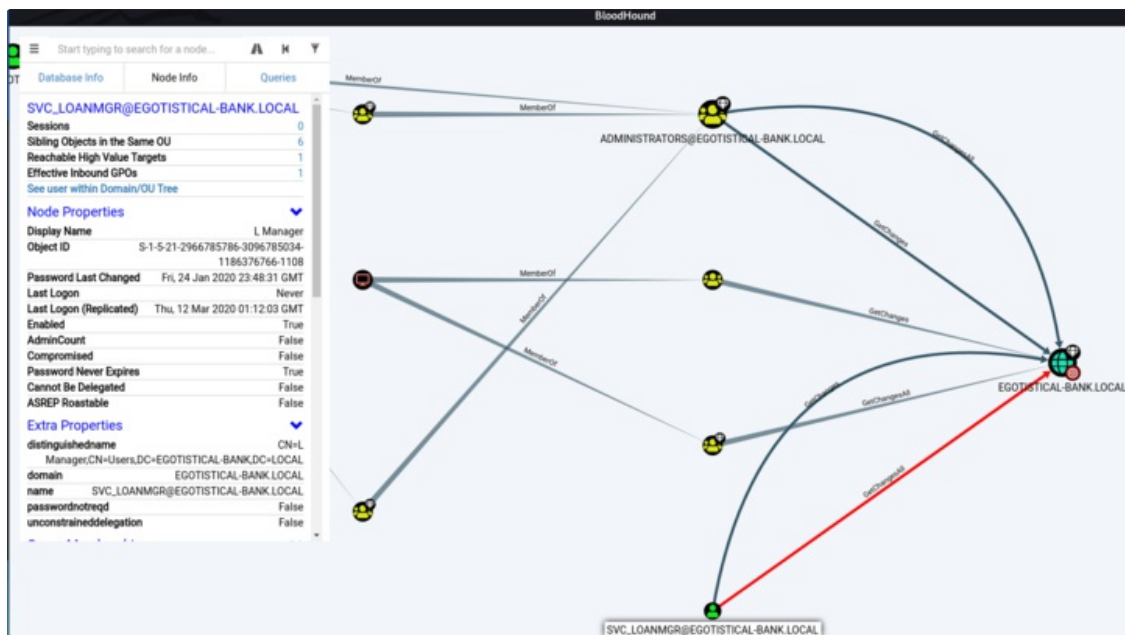 BloodHound
Start typing to search for a node...
Database Info Node Info Queries
SVC_LOANMGR@EGOTISTICAL-BANK.LOCAL
Sessions 0
Sibling Objects in the Same OU 6
Reachable High Value Targets 1
Effective Inbound GPOs 1
See user within Domain/OU Tree
Node Properties
Display Name L Manager
Object ID S-1-5-21-2966785786-3096785034-
1186376766-1108
Password Last Changed Fri, 24 Jan 2020 23:48:31 GMT
Last Logon Never
Last Logon (Replicated) Thu, 12 Mar 2020 01:12:03 GMT
Enabled True
AdminCount False
Compromised False
Password Never Expires True
Cannot Be Delegated False
ASREP Roastable False
Extra Properties
distinguishedname CN=L
Manager,CN=Users,DC=EGOTISTICAL-BANK,DC=LOCAL
domain EGOTISTICAL-BANK.LOCAL
name SVC_LOANMGR@EGOTISTICAL-BANK.LOCAL
passwordnotreqd False
unconstraineddelegation False
MemberOf
MemberOf
ADMINISTRATORS@EGOTISTICAL-BANK.LOCAL
GetChangesAll
GetChanges
MemberOf
MemberOf
MemberOf
GetChanges
EGOTISTICAL-BANK.LOCAL
GetChanges
GetChangesAll
GetChangesAll
SVC_LOANMGR@EGOTISTICAL-BANK.LOCAL